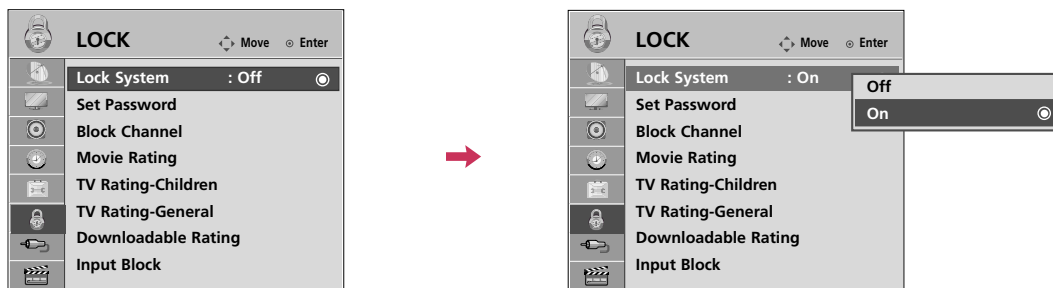 LOCK Move Enter
Lock System : Off
Set Password
Block Channel
Movie Rating
TV Rating-Children
TV Rating-General
Downloadable Rating
Input Block
LOCK Move Enter
Lock System : On
Set Password
Block Channel
Movie Rating
TV Rating-Children
TV Rating-General
Downloadable Rating
Input Block
Off
On